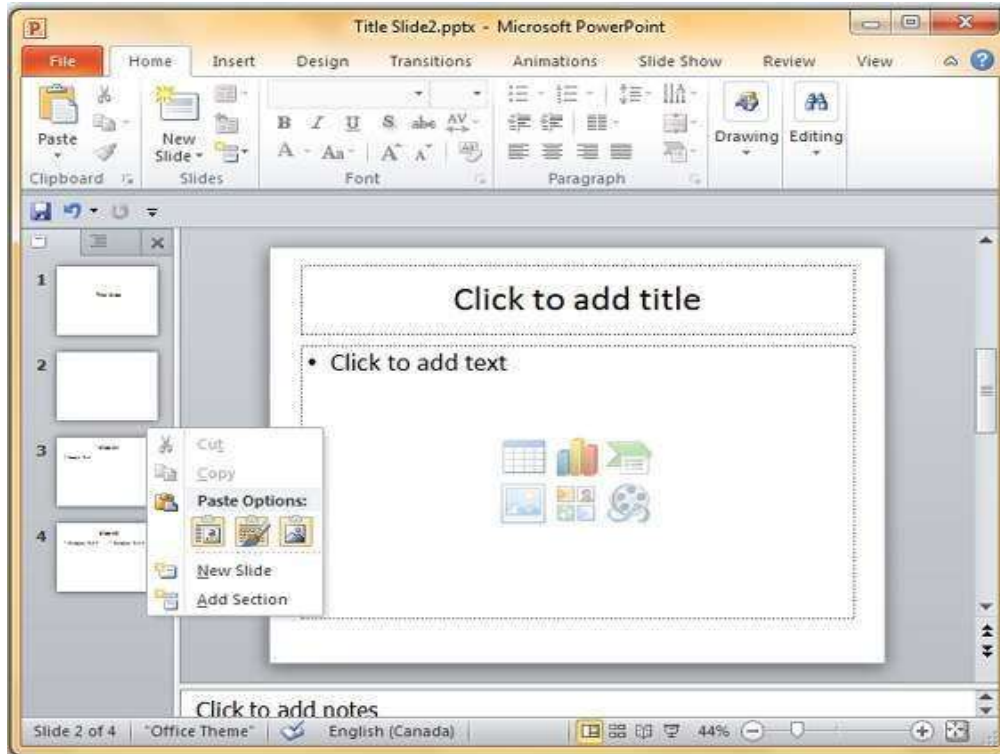 Title Slide2.pptx - Microsoft PowerPoint
File Home Insert Design Transitions Animations Slide Show Review View
Paste
New Slide
B I U S abc AV
A Aa A A
Drawing Editing
Clipboard Slides Font Paragraph
1
2
3
4
Click to add title
• Click to add text
Cut
Copy
Paste Options:
New Slide
Add Section
Click to add notes
Slide 2 of 4 "Office Theme" English (Canada) 44%